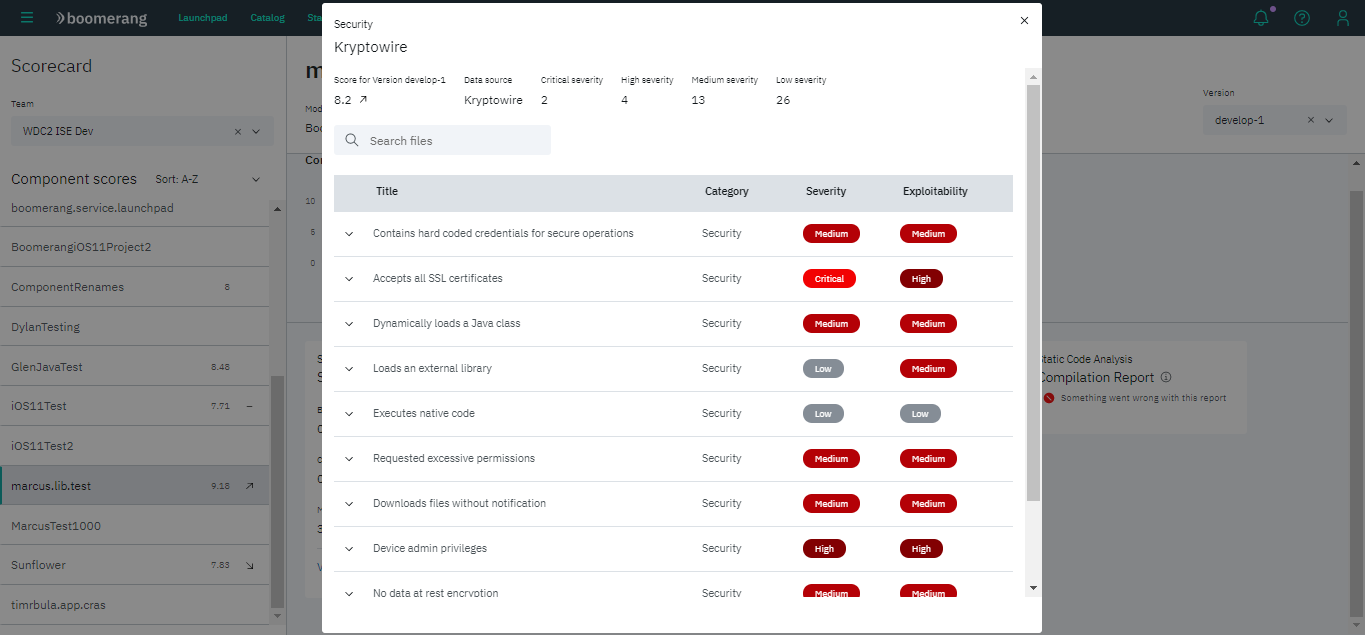 boomerang
Launchpad
Catalog
Scorecard
Team
WDC2 ISE Dev
Component scores
Sort: A-Z
boomerang.service.launchpad
BoomerangiOS11Project2
ComponentRenames 8
DylanTesting
GlenJavaTest 8.48
iOS11Test 7.71
iOS11Test2
marcus.lib.test 9.18
MarcusTest1000
Sunflower 7.83
timrbula.app.cras
10
5
0
Security
Kryptowire
Score for Version develop-1 Data source Critical severity High severity Medium severity Low severity
8.2 Kryptowire 2 4 13 26
Search files
Title Category Severity Exploitability
Contains hard coded credentials for secure operations Security Medium Medium
Accepts all SSL certificates Security Critical High
Dynamically loads a Java class Security Medium Medium
Loads an external library Security Low Medium
Executes native code Security Low Low
Requested excessive permissions Security Medium Medium
Downloads files without notification Security Medium Medium
Device admin privileges Security High High
No data at rest encryption Security Medium Medium
Version
develop-1
Static Code Analysis
Compilation Report
Something went wrong with this report